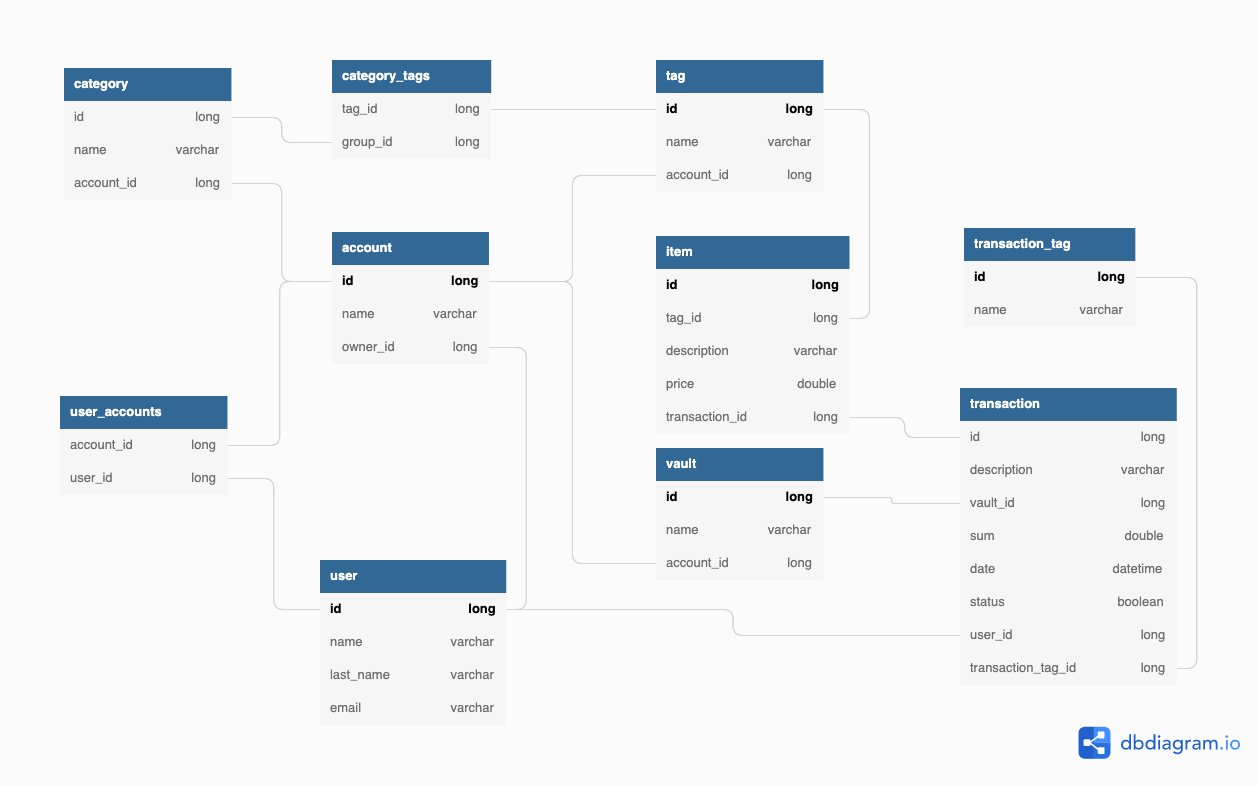 category
id long
name varchar
account_id long
category_tags
tag_id long
group_id long
tag
id long
name varchar
account_id long
account
id long
name varchar
owner_id long
item
id long
tag_id long
description varchar
price double
transaction_id long
transaction_tag
id long
name varchar
user_accounts
account_id long
user_id long
vault
id long
name varchar
account_id long
transaction
id long
description varchar
vault_id long
sum double
date datetime
status boolean
user_id long
transaction_tag_id long
user
id long
name varchar
last_name varchar
email varchar
dbdiagram.io